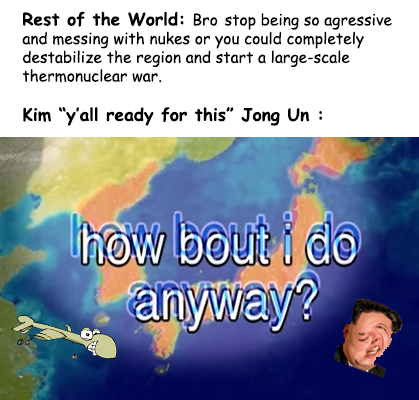 Rest of the World: Bro stop being so agressive
and messing with nukes or you could completely
destabilize the region and start a large-scale
thermonuclear war.
Kim "y'all ready for this" Jong Un :
how bout i do
anyway?